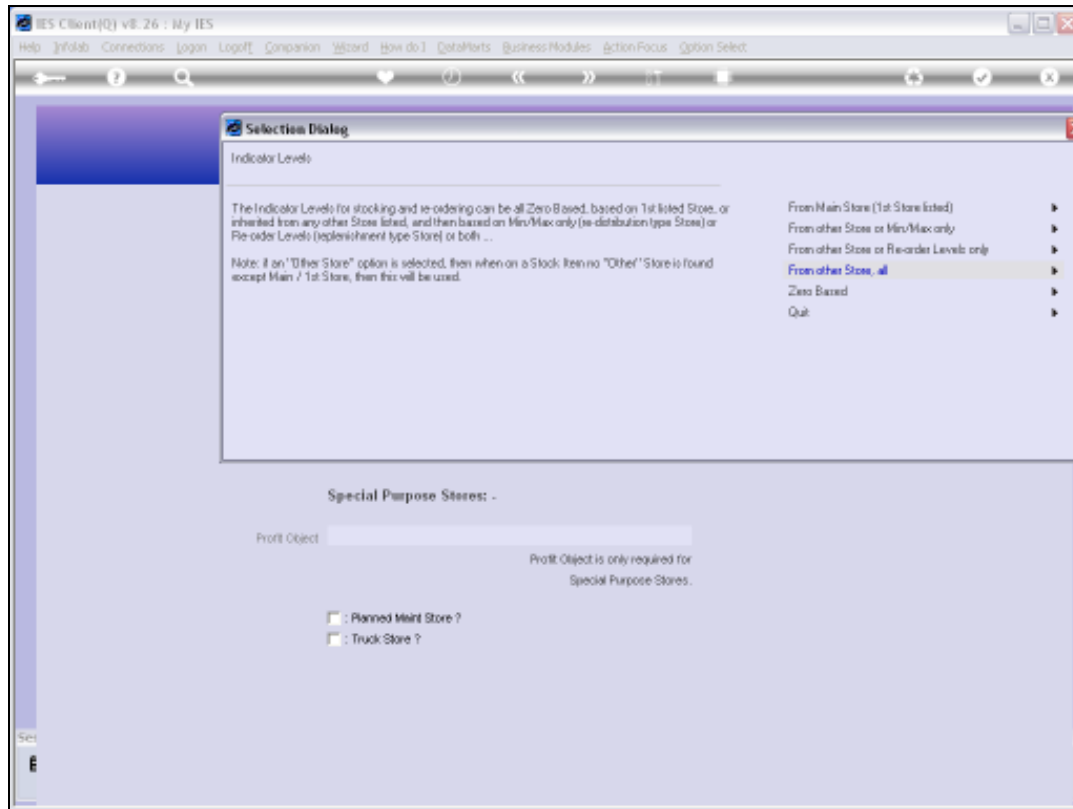 IES Client(Q) v8.26 : My IES
Help Infolab Connections Logon Logoff Companion Wizard How do I DataMarts Business Modules Action Focus Option Select
Selection Dialog
Indicator Levels
The Indicator Levels for stocking and re-ordering can be all Zero Based, based on 1st listed Store, or
inherited from any other Store listed, and then based on Min/Max only (re-distribution type Store) or
Re-order Levels (replenishment type Store) or both ...
Note: if an "Other Store" option is selected, then when on a Stock Item no "Other" Store is found
except Main / 1st Store, then this will be used.
From Main Store (1st Store listed)
From other Store or Min/Max only
From other Store or Re-order Levels only
From other Store, all
Zero Based
Quit
Special Purpose Stores: -
Profit Object
Profit Object is only required for
Special Purpose Stores.
: Planned Maint Store ?
: Truck Store ?